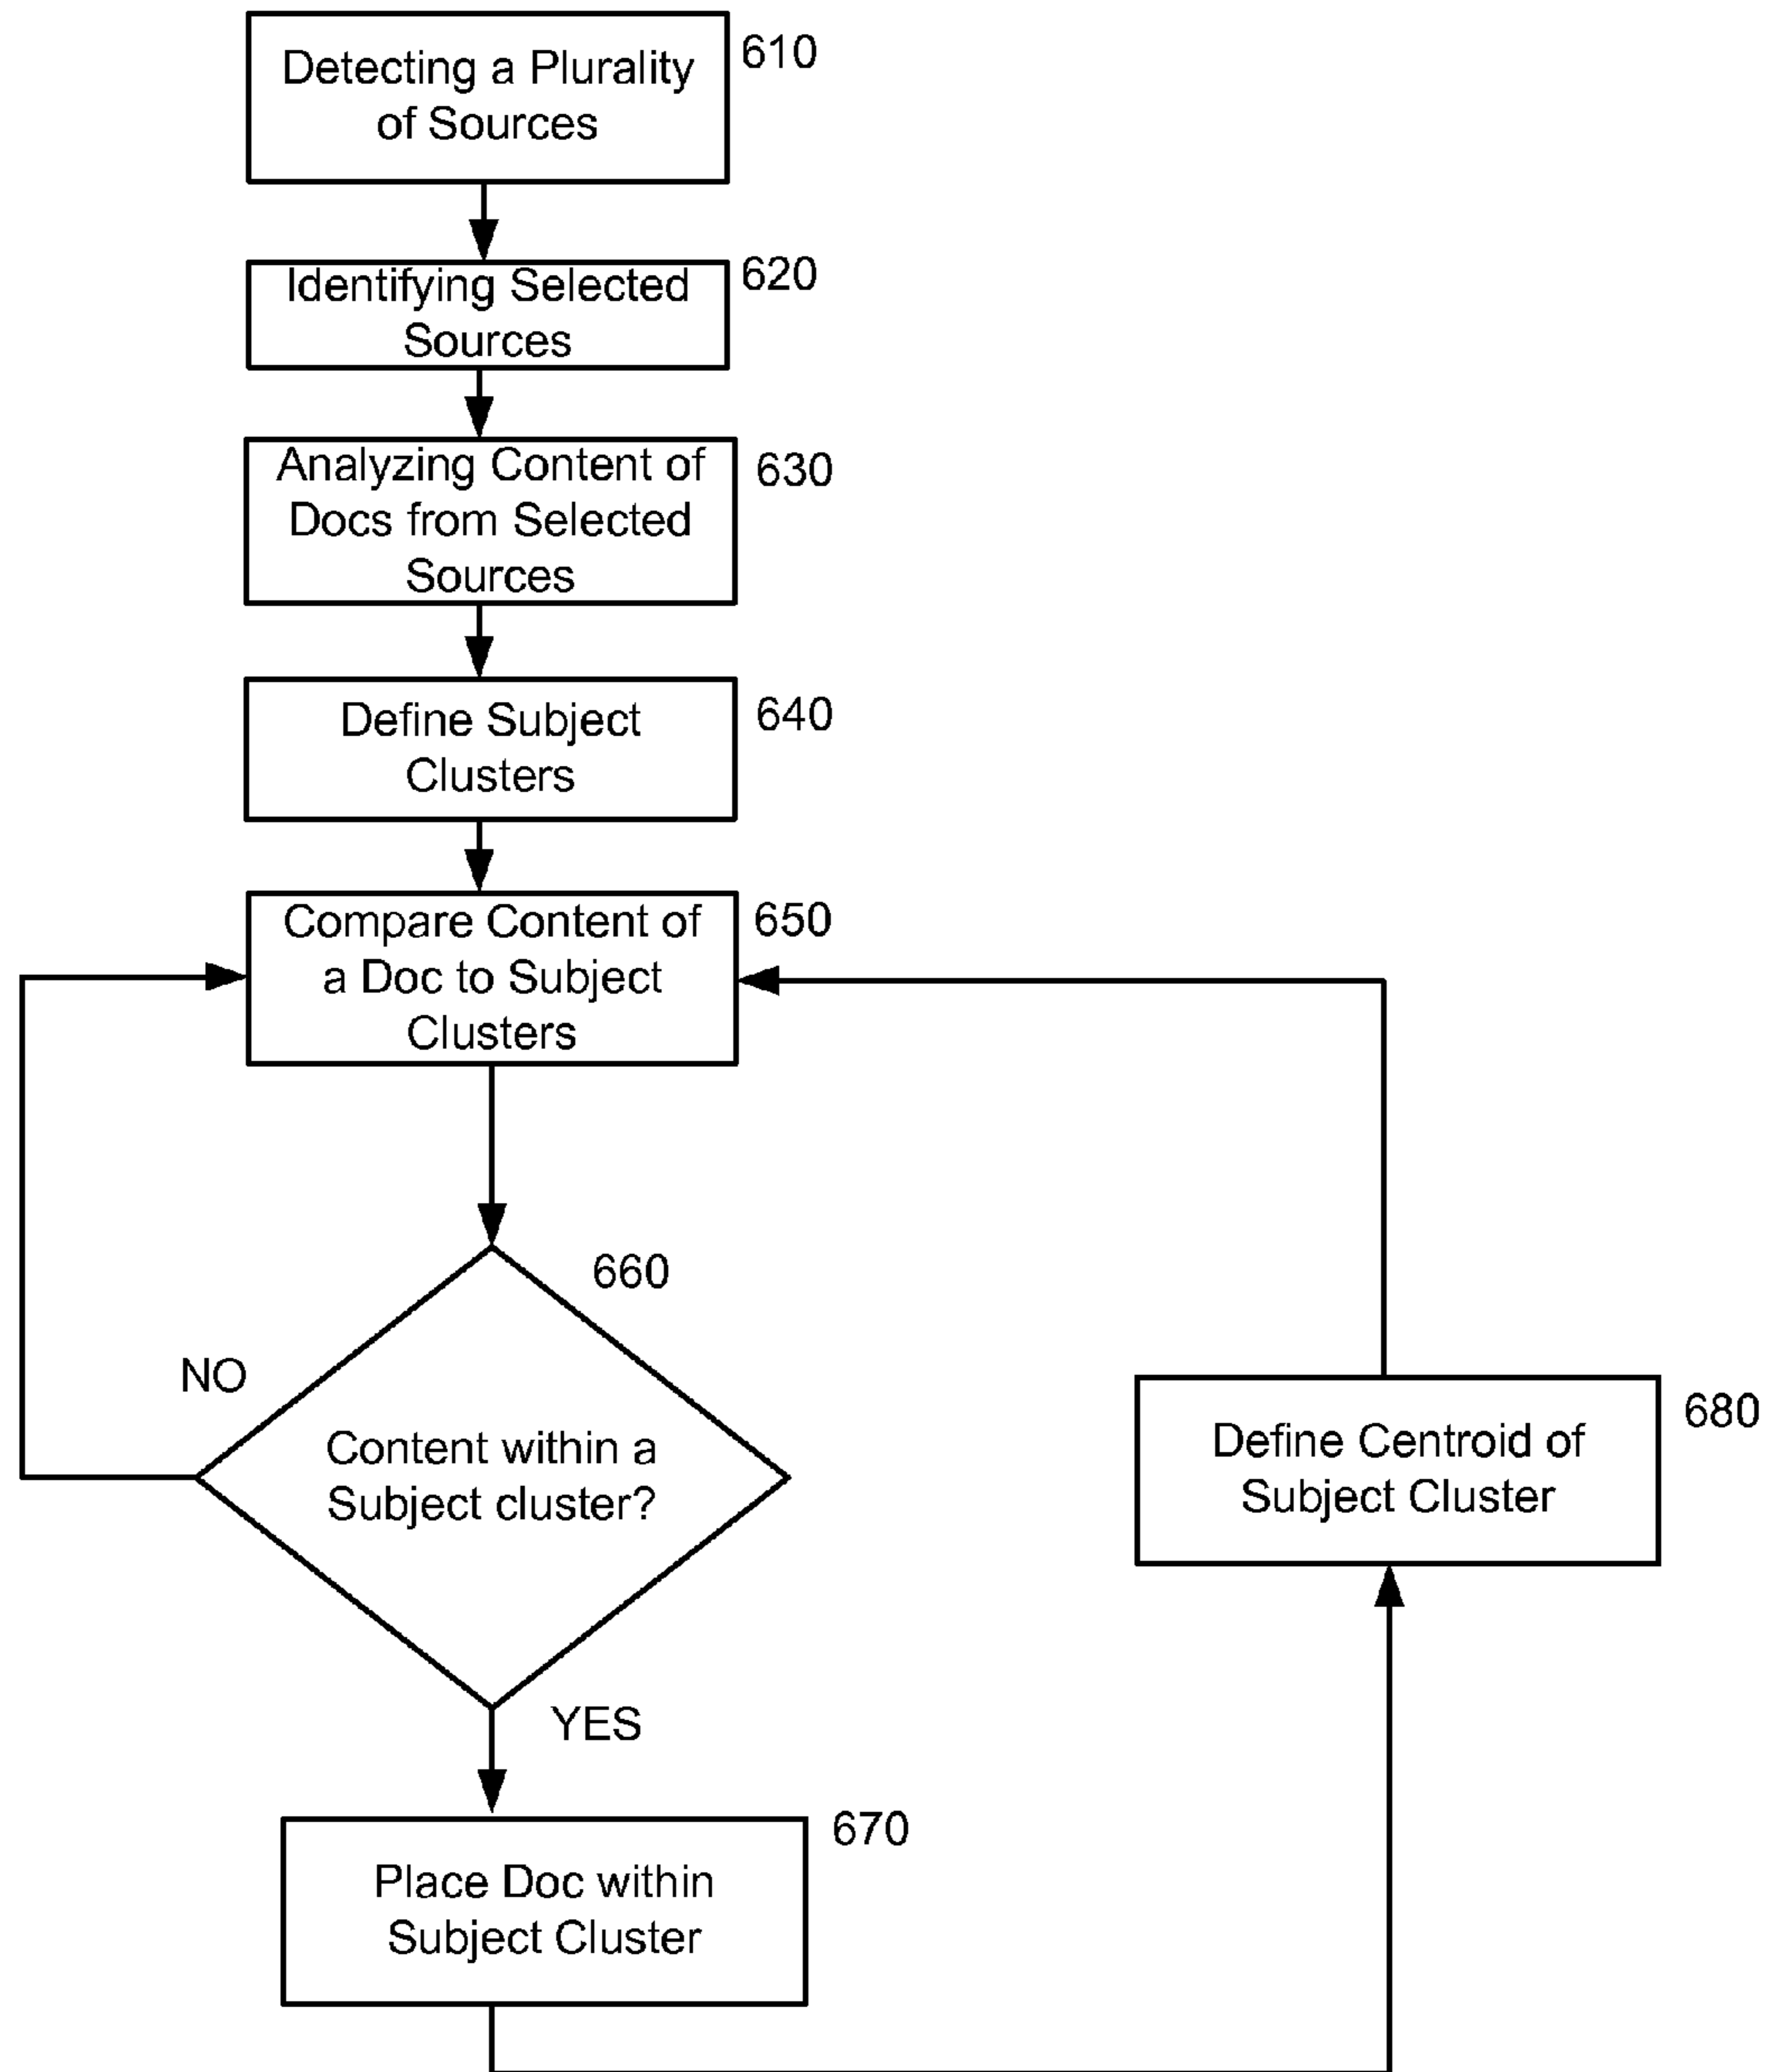 Detecting a Plurality
of Sources
610
Identifying Selected
Sources
620
Analyzing Content of
Docs from Selected
Sources
630
Define Subject
Clusters
640
Compare Content of
a Doc to Subject
Clusters
650
660
NO
Content within a
Subject cluster?
YES
Define Centroid of
Subject Cluster
680
670
Place Doc within
Subject Cluster